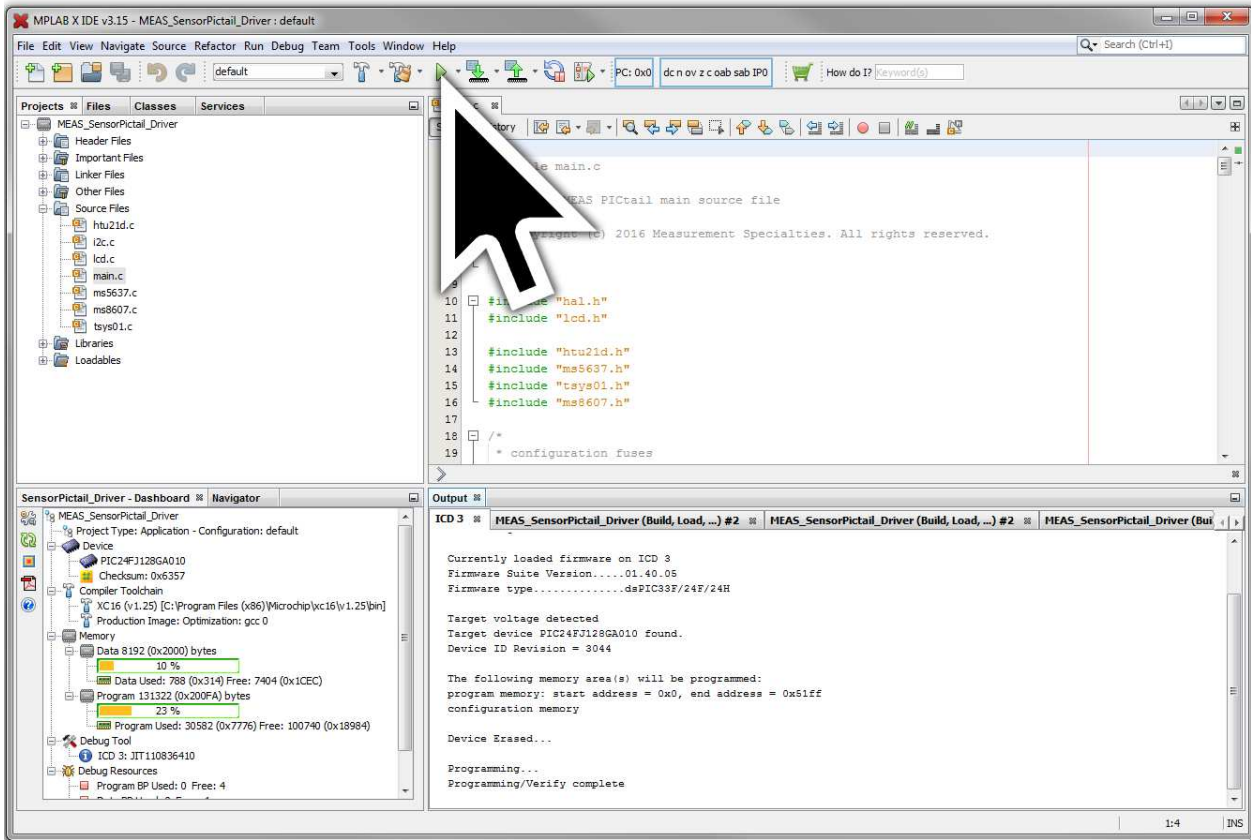 MPLAB X IDE v3.15 - MEAS_SensorPictail_Driver : default
File Edit View Navigate Source Refactor Run Debug Team Tools Window Help
Search (Ctrl+I)
default
PC: 0x0
dc n ov z c oab sab IP0
How do I?
Keyword(s)
Projects Files Classes Services
MEAS_SensorPictail_Driver
Header Files
Important Files
Linker Files
Other Files
Source Files
htu21d.c
i2c.c
lcd.c
main.c
ms5637.c
ms8607.c
tsys01.c
Libraries
Loadables
main.c
MEAS PICtail main source file
(c) 2016 Measurement Specialties. All rights reserved.
10 "hal.h"
11 #include "lcd.h"
12
13 #include "htu21d.h"
14 #include "ms5637.h"
15 #include "tsys01.h"
16 #include "ms8607.h"
17
18 /*
19 * configuration fuses
SensorPictail_Driver - Dashboard Navigator
MEAS_SensorPictail_Driver
Project Type: Application - Configuration: default
Device
PIC24FJ128GA010
Checksum: 0x6357
Compiler Toolchain
XC16 (v1.25) [C:\Program Files (x86)\Microchip\xc16\v1.25\bin]
Production Image: Optimization: gcc 0
Memory
Data 8192 (0x2000) bytes
10 %
Data Used: 788 (0x314) Free: 7404 (0x1CEC)
Program 131322 (0x200FA) bytes
23 %
Program Used: 30582 (0x7776) Free: 100740 (0x18984)
Debug Tool
ICD 3: JIT110836410
Debug Resources
Program BP Used: 0 Free: 4
Output
ICD 3 MEAS_SensorPictail_Driver (Build, Load, ...) #2 MEAS_SensorPictail_Driver (Build, Load, ...) #2 MEAS_SensorPictail_Driver (Bui
Currently loaded firmware on ICD 3
Firmware Suite Version.....01.40.05
Firmware type..............dsPIC33F/24F/24H
Target voltage detected
Target device PIC24FJ128GA010 found.
Device ID Revision = 3044
The following memory area(s) will be programmed:
program memory: start address = 0x0, end address = 0x51ff
configuration memory
Device Erased...
Programming...
Programming/Verify complete
1:4 INS